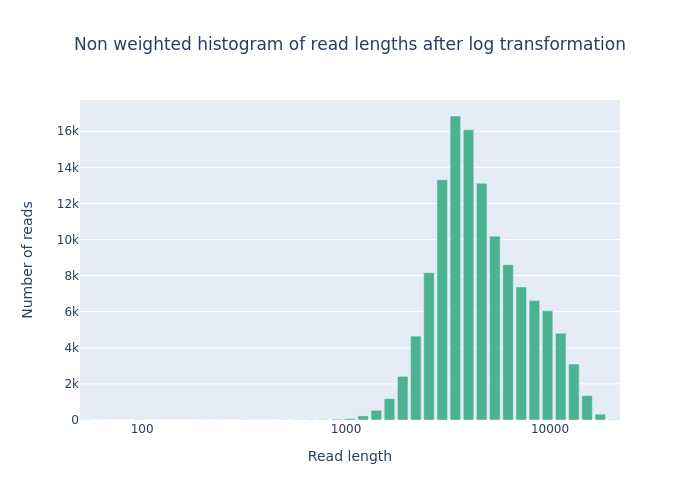 Non weighted histogram of read lengths after log transformation
16k
14k
12k
10k
8k
6k
4k
2k
0
Number of reads
100
1000
10000
Read length